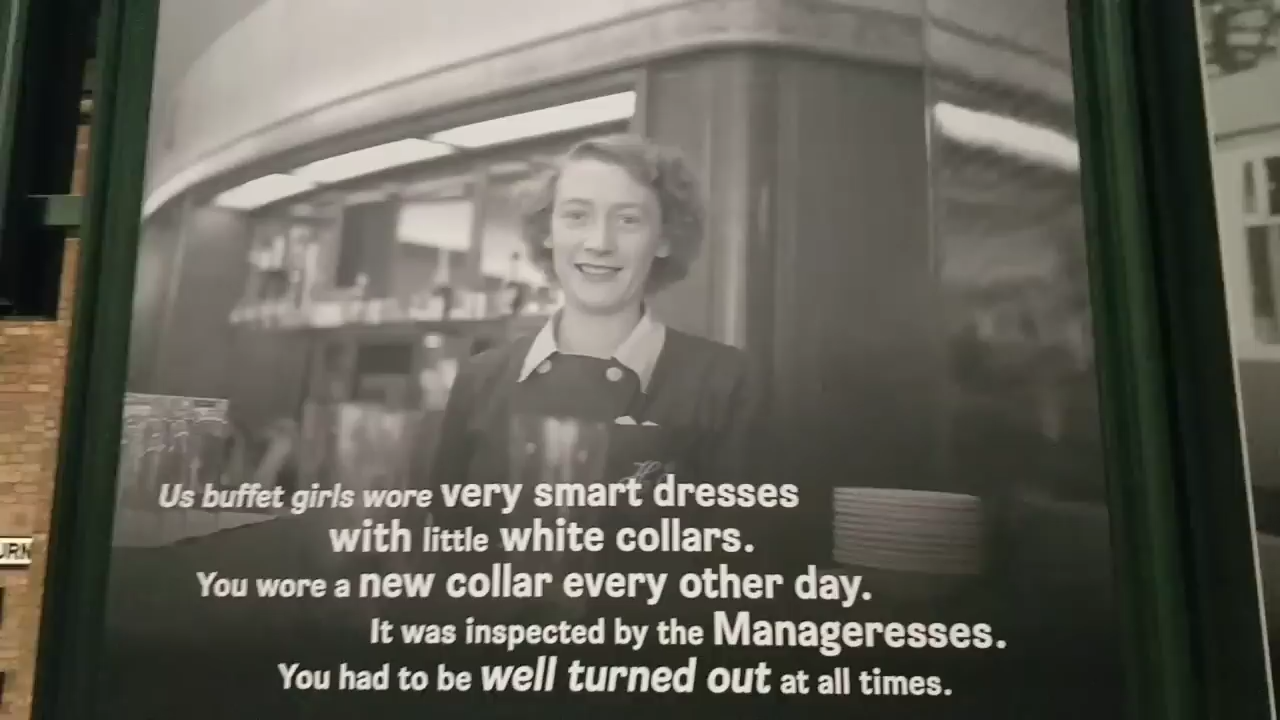 Us buffet girls wore very smart dresses
with little white collars.
You wore a new collar every other day.
It was inspected by the Manageresses.
You had to be well turned out at all times.
URN